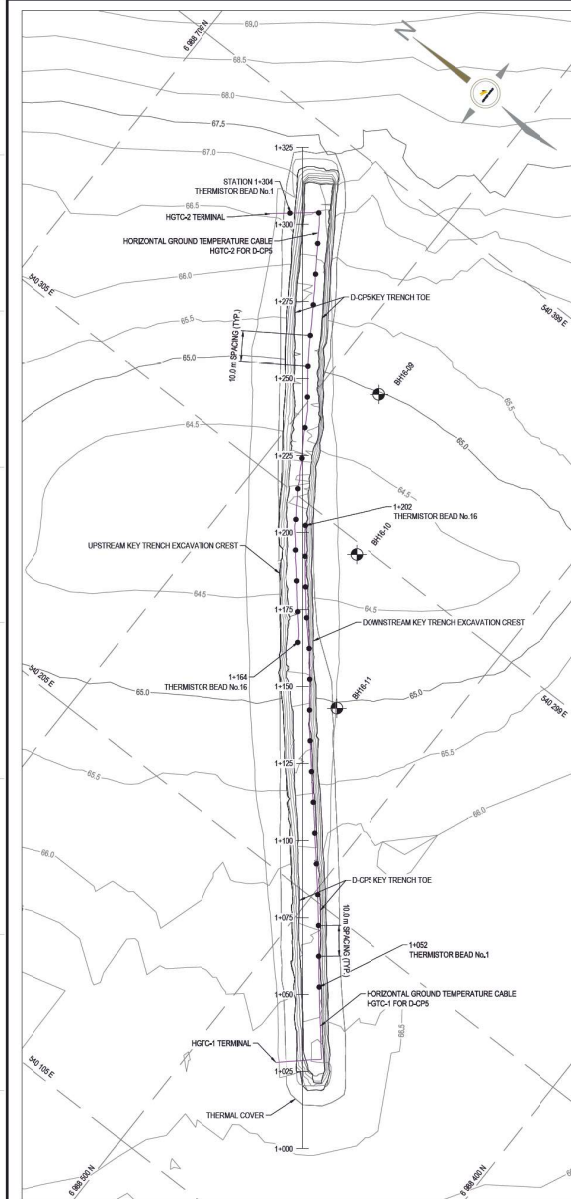 69.0
6 988 700 N
N
68.5
68.0
67.5
1+325
67.0
STATION 1+304
THERMISTOR BEAD No.1
66.5
HGTC-2 TERMINAL
1+300
HORIZONTAL GROUND TEMPERATURE CABLE
HGTC-2 FOR D-CP5
66.0
540 305 E
540 399 E
1+275
D-CP5 KEY TRENCH TOE
65.5
10.0 m SPACING (TYP.)
65.0
1+250
BH16-09
65.5
65.0
64.5
1+225
64.5
1+202
THERMISTOR BEAD No.16
1+200
BH16-10
UPSTREAM KEY TRENCH EXCAVATION CREST
64.5
1+175
64.5
DOWNSTREAM KEY TRENCH EXCAVATION CREST
540 205 E
1+164
THERMISTOR BEAD No.16
1+150
BH16-11
540 299 E
65.0
65.0
65.5
65.5
1+125
66.0
66.0
1+100
D-CP5 KEY TRENCH TOE
1+075
10.0 m SPACING (TYP.)
1+052
THERMISTOR BEAD No.1
1+050
HORIZONTAL GROUND TEMPERATURE CABLE
HGTC-1 FOR D-CP5
66.5
HGTC-1 TERMINAL
540 105 E
1+025
THERMAL COVER
1+000
6 988 500 N
6 988 400 N